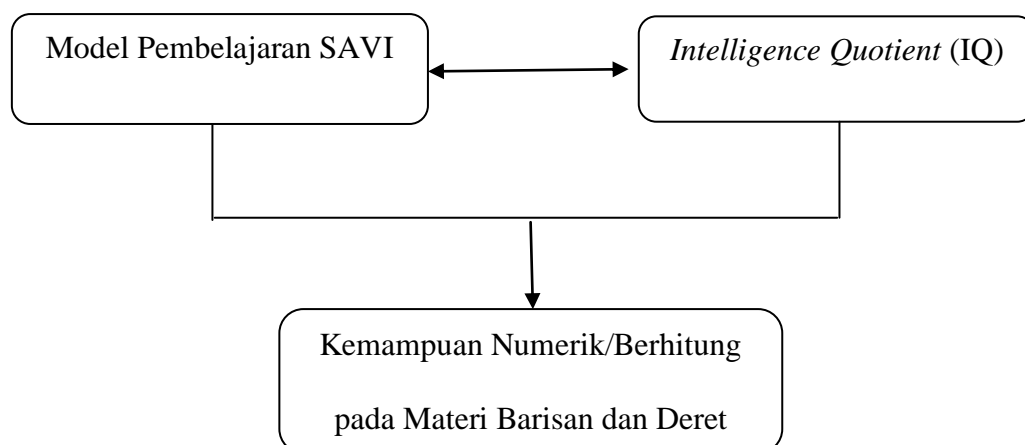 Model Pembelajaran SAVI
Intelligence Quotient (IQ)
Kemampuan Numerik/Berhitung
pada Materi Barisan dan Deret